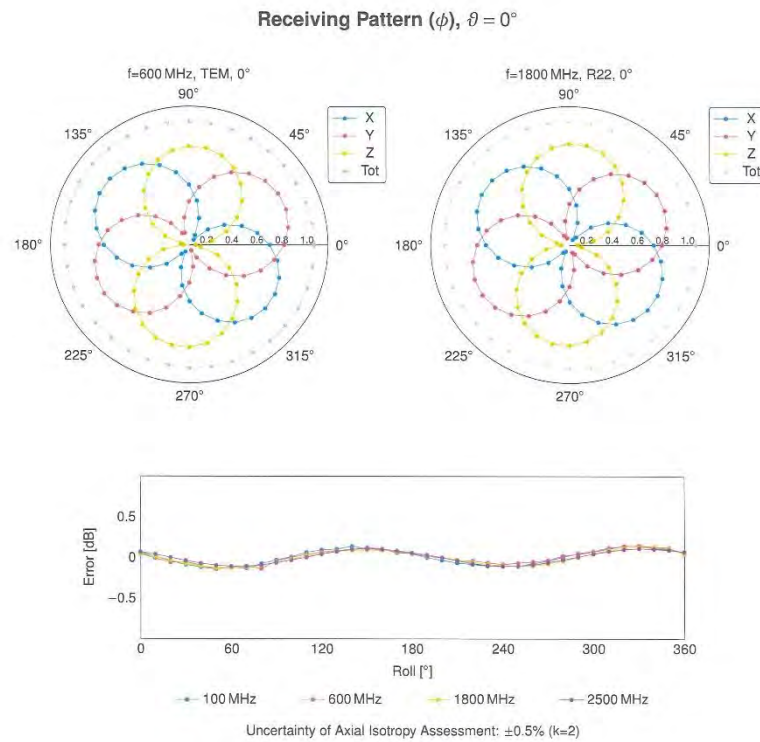 Receiving Pattern (ϕ), ϑ = 0°
f=600 MHz, TEM, 0°
90°
135°
45°
X
Y
Z
Tot
180°
0.2 0.4 0.6 0.8 1.0
0°
225°
315°
270°
f=1800 MHz, R22, 0°
90°
135°
45°
X
Y
Z
Tot
180°
0.2 0.4 0.6 0.8 1.0
0°
225°
315°
270°
Error [dB]
0.5
0
−0.5
0 60 120 180 240 300 360
Roll [°]
100 MHz 600 MHz 1800 MHz 2500 MHz
Uncertainty of Axial Isotropy Assessment: ±0.5% (k=2)